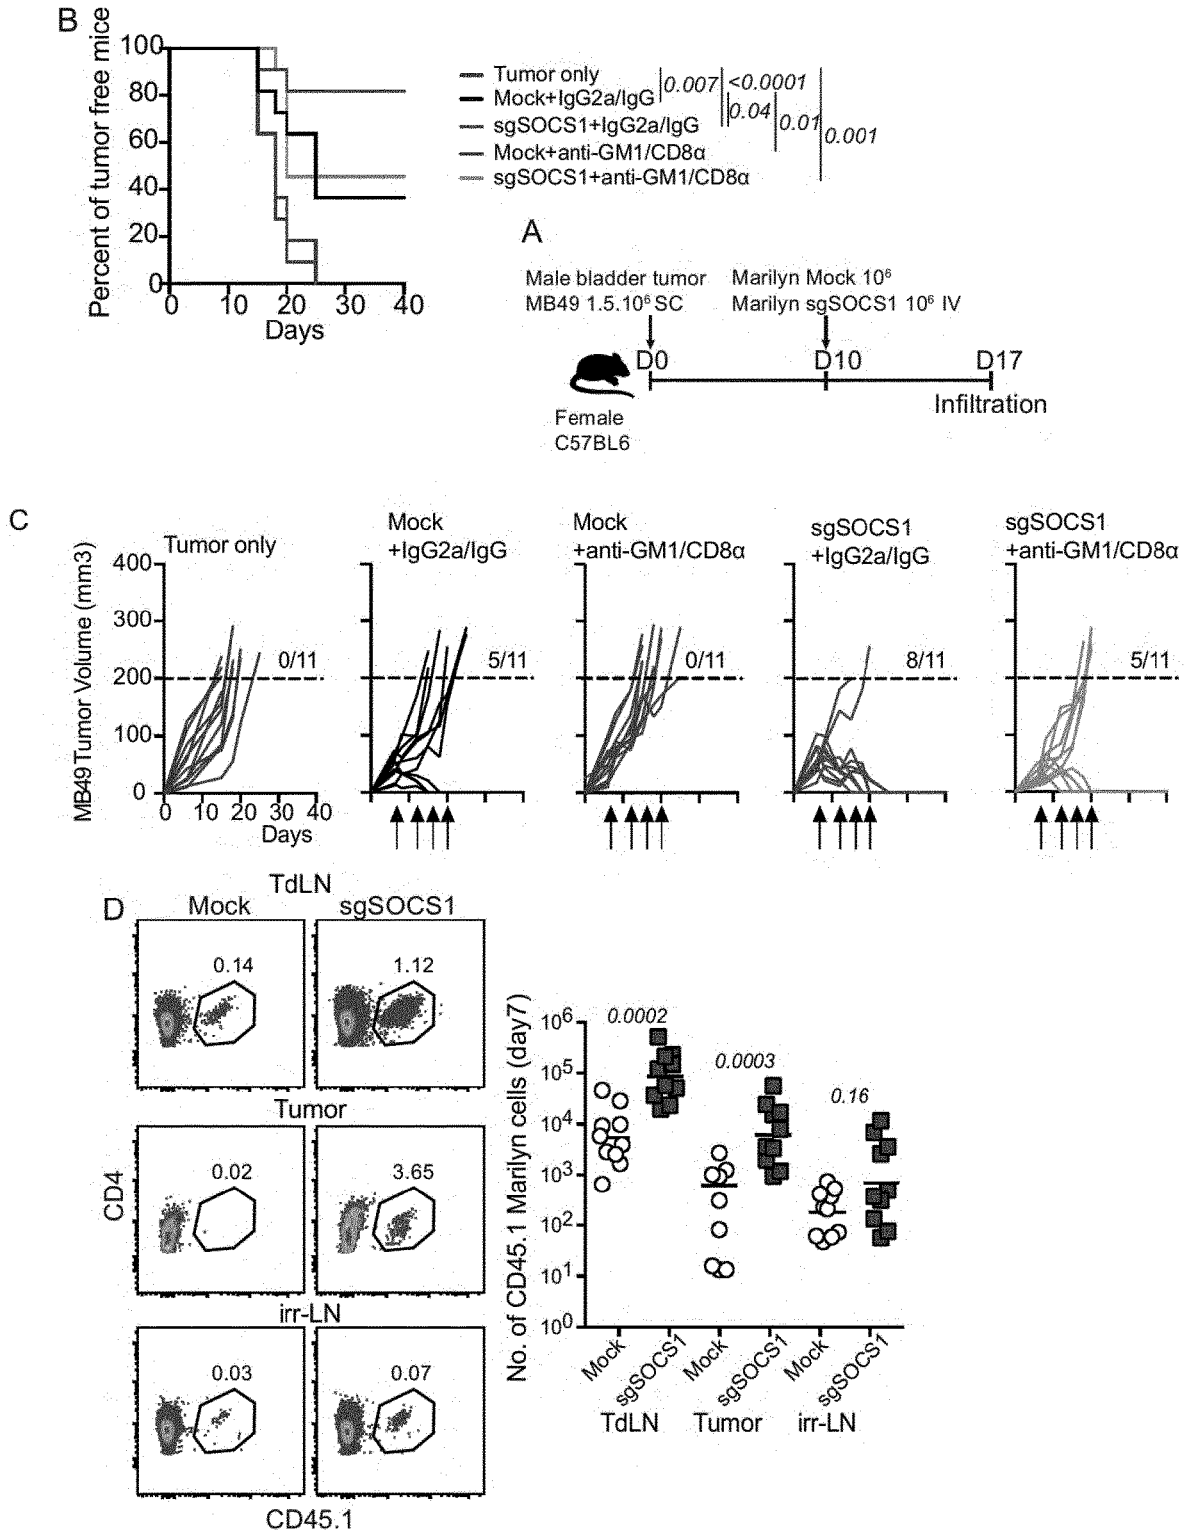 B
Percent of tumor free mice
100
80
60
40
20
0
0 10 20 30 40
Days
Tumor only
Mock+IgG2a/IgG
sgSOCS1+IgG2a/IgG
Mock+anti-GM1/CD8α
sgSOCS1+anti-GM1/CD8α
0.007
<0.0001
0.04
0.01
0.001
A
Male bladder tumor
MB49 1.5.10⁶ SC
Marilyn Mock 10⁶
Marilyn sgSOCS1 10⁶ IV
D0
D10
D17
Infiltration
Female
C57BL6
C
MB49 Tumor Volume (mm3)
Tumor only
400
300
200
100
0
0 10 20 30 40
Days
0/11
Mock
+IgG2a/IgG
5/11
Mock
+anti-GM1/CD8α
0/11
sgSOCS1
+IgG2a/IgG
8/11
sgSOCS1
+anti-GM1/CD8α
5/11
D
TdLN
Mock
sgSOCS1
0.14
1.12
Tumor
0.02
3.65
irr-LN
0.03
0.07
CD4
CD45.1
No. of CD45.1 Marilyn cells (day7)
10⁶
10⁵
10⁴
10³
10²
10¹
10⁰
0.0002
0.0003
0.16
Mock
sgSOCS1
Mock
sgSOCS1
Mock
sgSOCS1
TdLN
Tumor
irr-LN